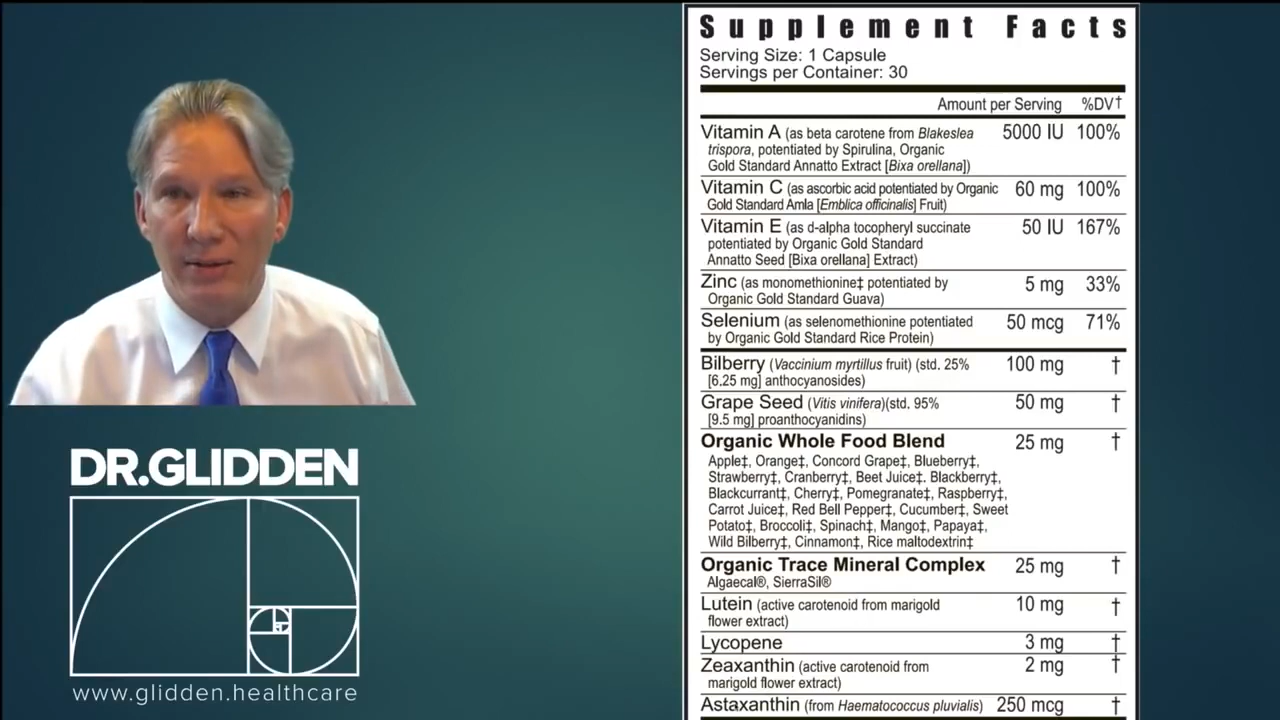 DR.GLIDDEN
www.glidden.healthcare
Supplement Facts
Serving Size: 1 Capsule
Servings per Container: 30
Amount per Serving %DV†
Vitamin A (as beta carotene from Blakeslea 5000 IU 100%
trispora, potentiated by Spirulina, Organic
Gold Standard Annatto Extract [Bixa orellana])
Vitamin C (as ascorbic acid potentiated by Organic 60 mg 100%
Gold Standard Amla [Emblica officinalis] Fruit)
Vitamin E (as d-alpha tocopheryl succinate 50 IU 167%
potentiated by Organic Gold Standard
Annatto Seed [Bixa orellana] Extract)
Zinc (as monomethionine‡ potentiated by 5 mg 33%
Organic Gold Standard Guava)
Selenium (as selenomethionine potentiated 50 mcg 71%
by Organic Gold Standard Rice Protein)
Bilberry (Vaccinium myrtillus fruit) (std. 25% 100 mg †
[6.25 mg] anthocyanosides)
Grape Seed (Vitis vinifera)(std. 95% 50 mg †
[9.5 mg] proanthocyanidins)
Organic Whole Food Blend 25 mg †
Apple‡, Orange‡, Concord Grape‡, Blueberry‡,
Strawberry‡, Cranberry‡, Beet Juice‡, Blackberry‡,
Blackcurrant‡, Cherry‡, Pomegranate‡, Raspberry‡,
Carrot Juice‡, Red Bell Pepper‡, Cucumber‡, Sweet
Potato‡, Broccoli‡, Spinach‡, Mango‡, Papaya‡,
Wild Bilberry‡, Cinnamon‡, Rice maltodextrin‡
Organic Trace Mineral Complex 25 mg †
Algaecal®, SierraSil®
Lutein (active carotenoid from marigold 10 mg †
flower extract)
Lycopene 3 mg †
Zeaxanthin (active carotenoid from 2 mg †
marigold flower extract)
Astaxanthin (from Haematococcus pluvialis) 250 mcg †